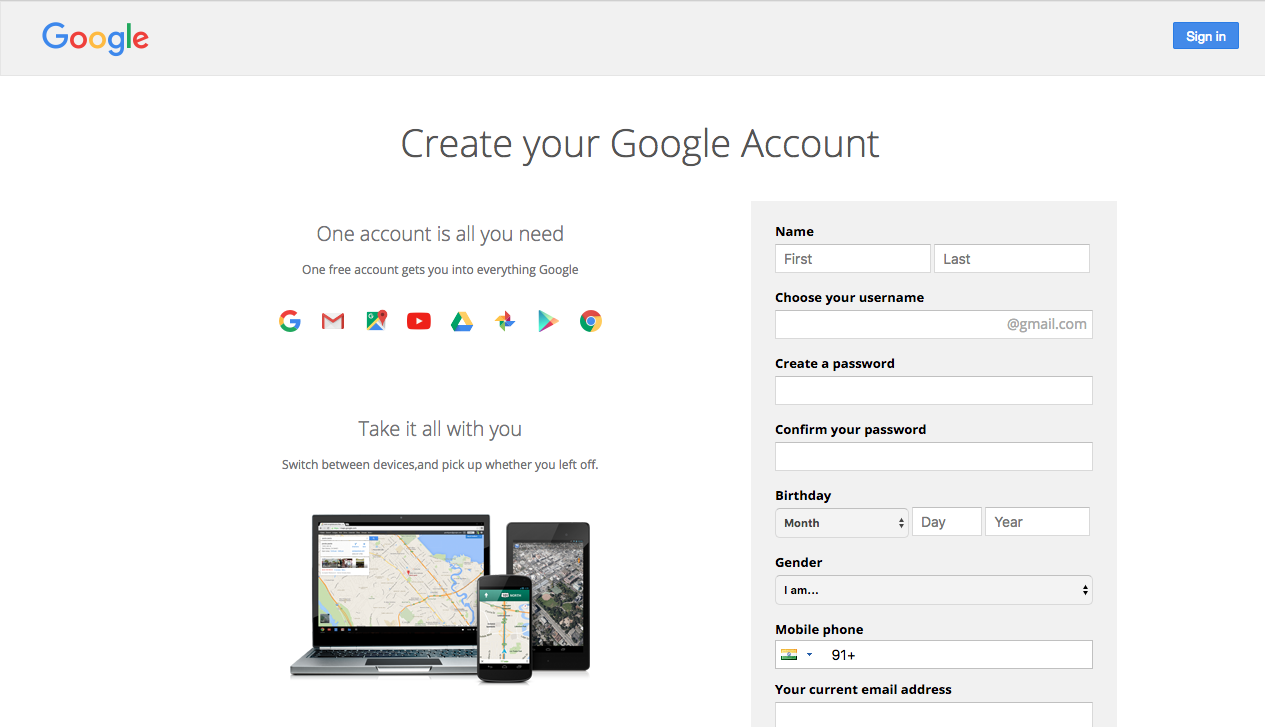 Google
Sign in
Create your Google Account
One account is all you need
One free account gets you into everything Google
Take it all with you
Switch between devices,and pick up whether you left off.
Name
First Last
Choose your username
@gmail.com
Create a password
Confirm your password
Birthday
Month Day Year
Gender
I am...
Mobile phone
91+
Your current email address